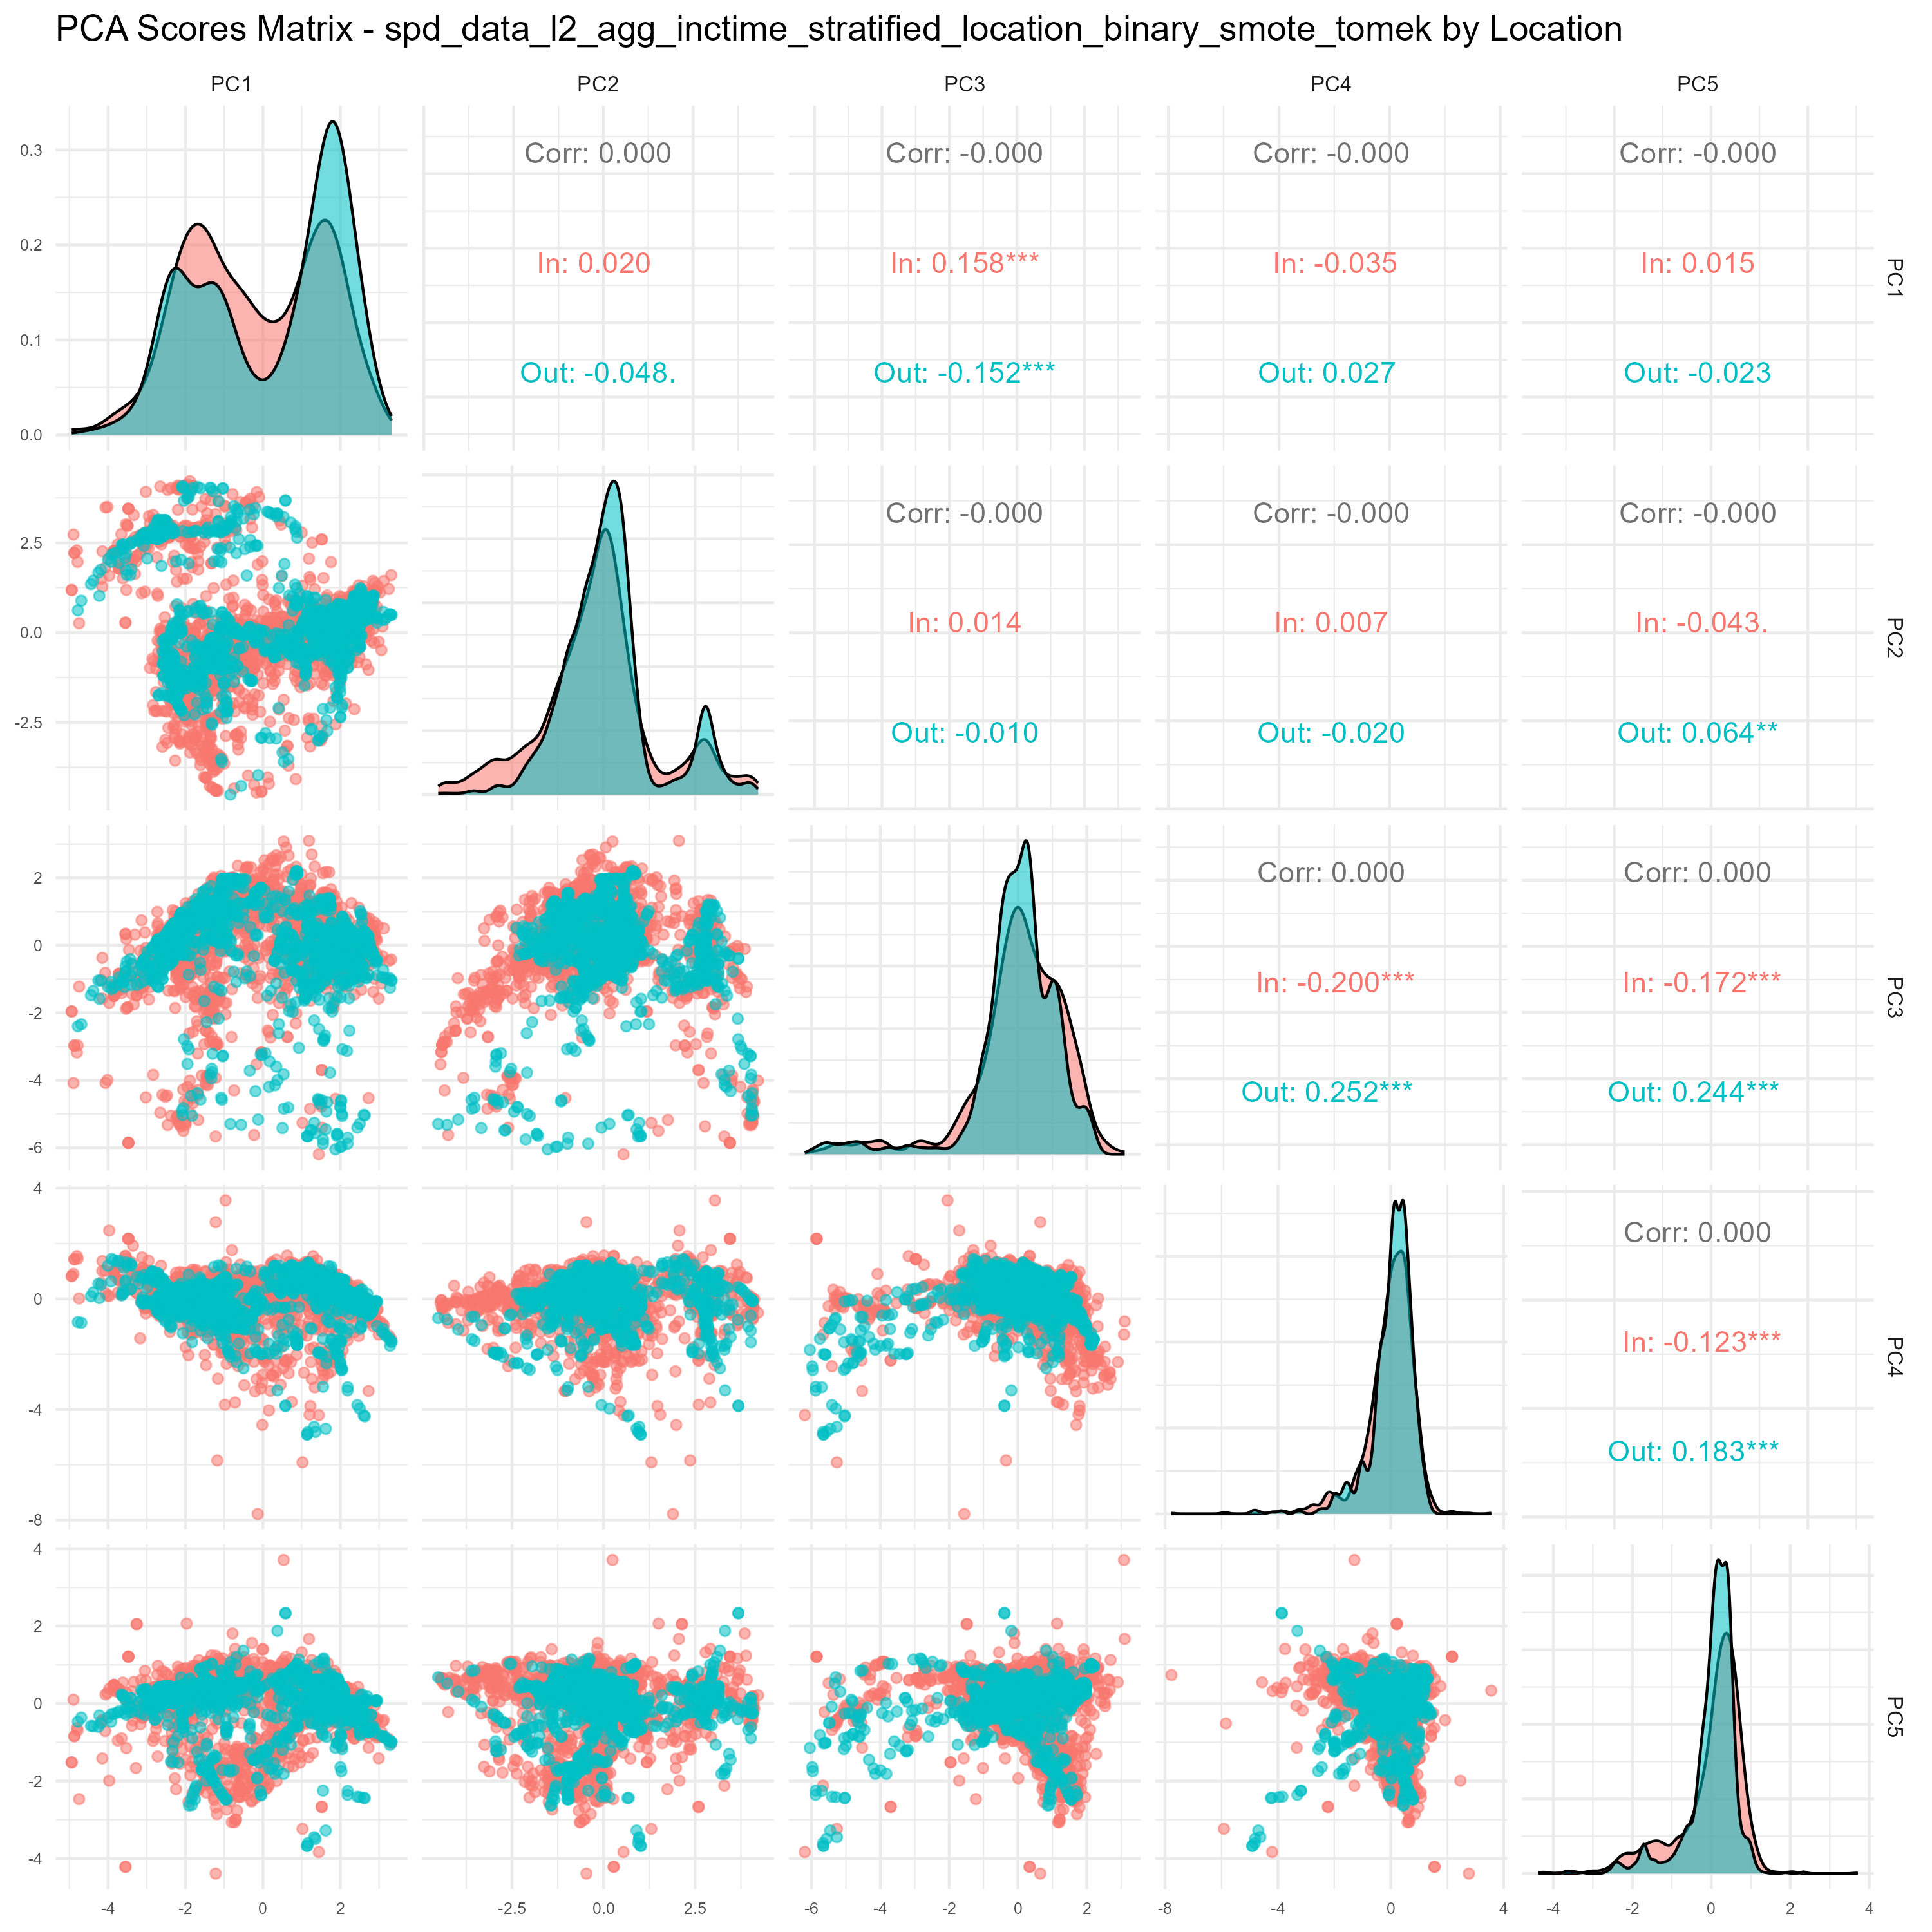 PCA Scores Matrix - spd_data_l2_agg_inctime_stratified_location_binary_smote_tomek by Location
PC1 PC2 PC3 PC4 PC5
0.3
0.2
0.1
0.0
Corr: 0.000
In: 0.020
Out: -0.048.
Corr: -0.000
In: 0.158***
Out: -0.152***
Corr: -0.000
In: -0.035
Out: 0.027
Corr: -0.000
In: 0.015
Out: -0.023
PC1
2.5
0.0
-2.5
Corr: -0.000
In: 0.014
Out: -0.010
Corr: -0.000
In: 0.007
Out: -0.020
Corr: -0.000
In: -0.043.
Out: 0.064**
PC2
2
0
-2
-4
-6
Corr: 0.000
In: -0.200***
Out: 0.252***
Corr: 0.000
In: -0.172***
Out: 0.244***
PC3
4
0
-4
-8
Corr: 0.000
In: -0.123***
Out: 0.183***
PC4
4
2
0
-2
-4
PC5
-4 -2 0 2
-2.5 0.0 2.5
-6 -4 -2 0 2
-8 -4 0 4
-4 -2 0 2 4